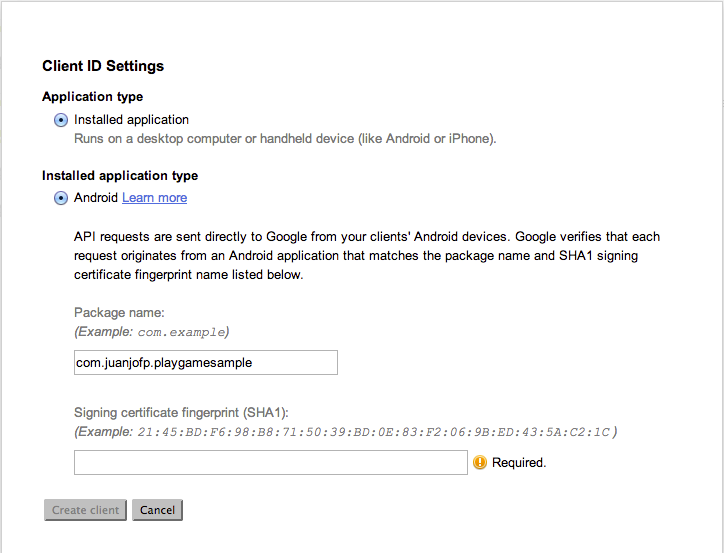 Client ID Settings
Application type
Installed application
Runs on a desktop computer or handheld device (like Android or iPhone).
Installed application type
Android Learn more
API requests are sent directly to Google from your clients' Android devices. Google verifies that each
request originates from an Android application that matches the package name and SHA1 signing
certificate fingerprint name listed below.
Package name:
(Example: com.example)
com.juanjofp.playgamesample
Signing certificate fingerprint (SHA1):
(Example: 21:45:BD:F6:98:B8:71:50:39:BD:0E:83:F2:06:9B:ED:43:5A:C2:1C )
Required.
Create client Cancel